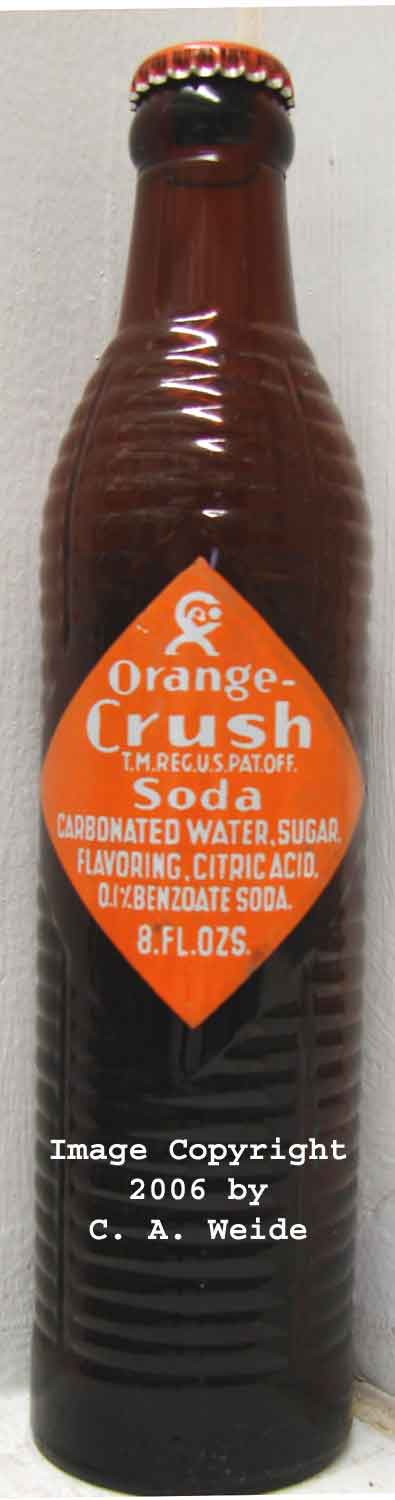 Orange-
Crush
T.M.REG.U.S.PAT.OFF.
Soda
CARBONATED WATER, SUGAR,
FLAVORING, CITRIC ACID,
0.1% BENZOATE SODA.
8.FL.OZS.
Image Copyright
2006 by
C. A. Weide